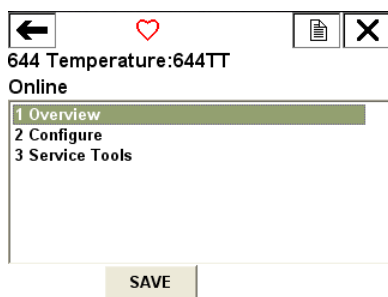 644 Temperature:644TT
Online
1 Overview
2 Configure
3 Service Tools
SAVE